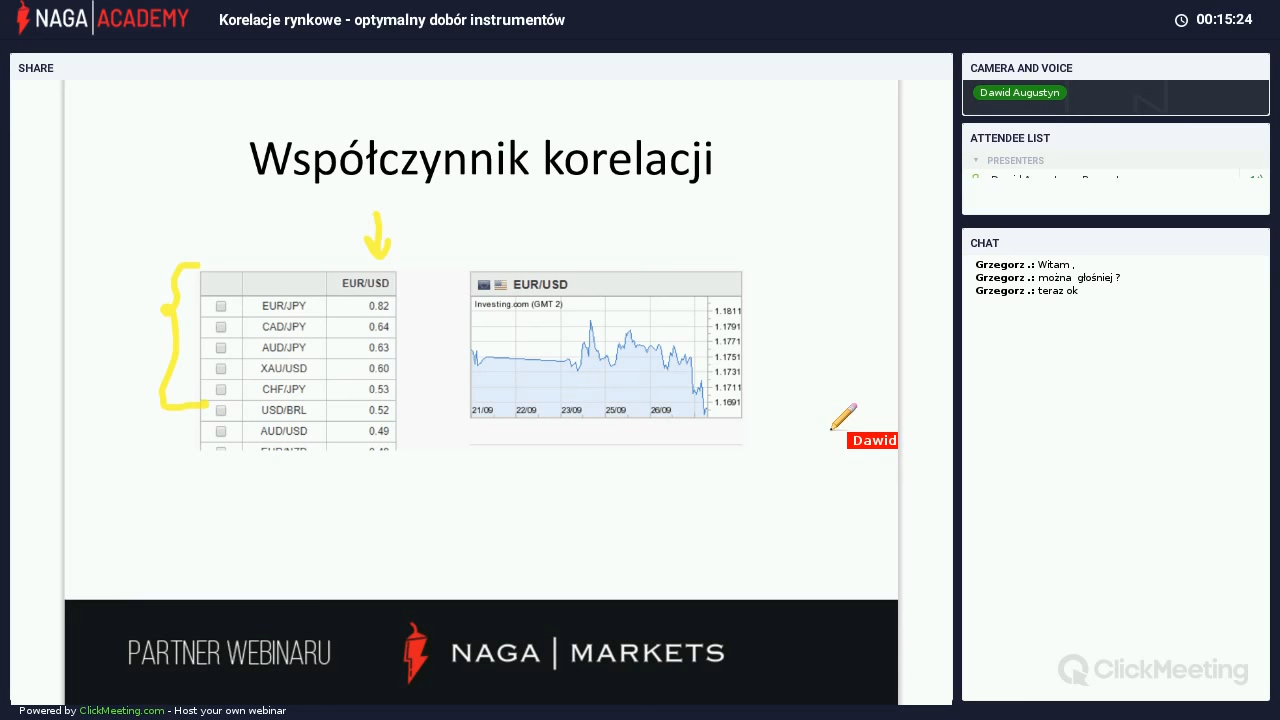 NAGA|ACADEMY
Korelacje rynkowe - optymalny dobór instrumentów
00:15:24
SHARE
Współczynnik korelacji
EUR/USD
EUR/JPY 0.82
CAD/JPY 0.64
AUD/JPY 0.63
XAU/USD 0.60
CHF/JPY 0.53
USD/BRL 0.52
AUD/USD 0.49
EUR/USD
Investing.com (GMT 2)
1.1811
1.1791
1.1771
1.1751
1.1731
1.1711
1.1691
21/09 22/09 23/09 25/09 26/09
Dawid
PARTNER WEBINARU
NAGA | MARKETS
CAMERA AND VOICE
Dawid Augustyn
ATTENDEE LIST
PRESENTERS
CHAT
Grzegorz .: Witam ,
Grzegorz .: można głośniej ?
Grzegorz .: teraz ok
ClickMeeting
Powered by ClickMeeting.com - Host your own webinar